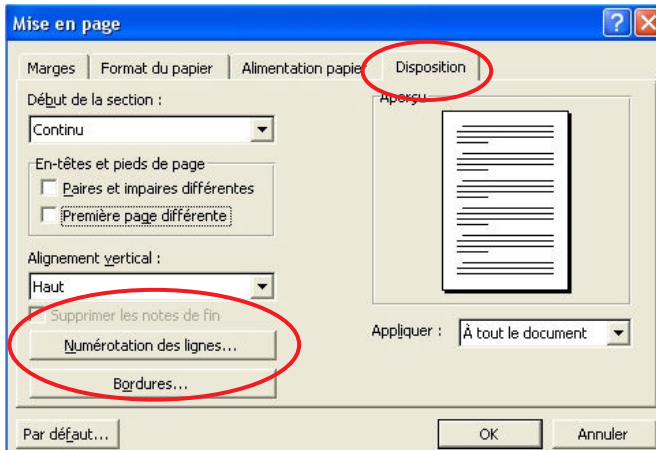 Mise en page
Marges Format du papier Alimentation papier Disposition
Début de la section :
Continu
En-têtes et pieds de page
Paires et impaires différentes
Première page différente
Alignement vertical :
Haut
Supprimer les notes de fin
Numérotation des lignes...
Bordures...
Aperçu
Appliquer : À tout le document
Par défaut... OK Annuler